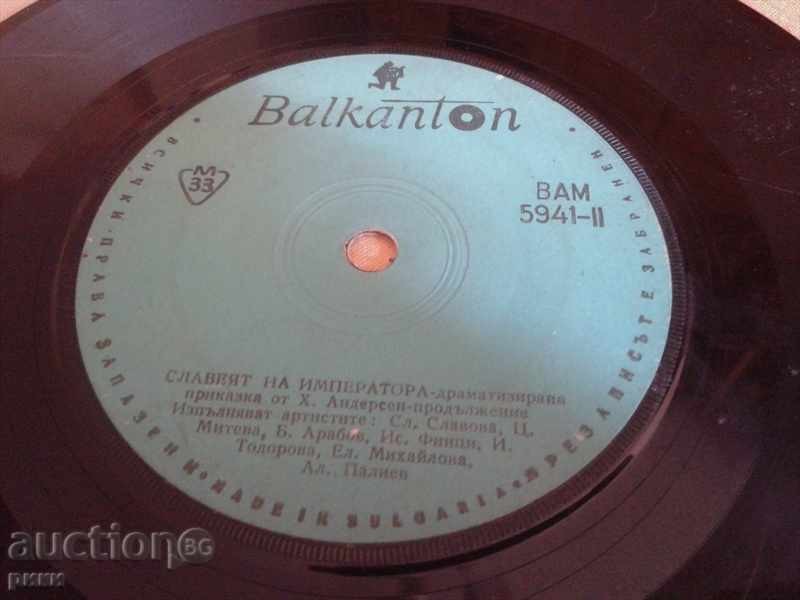 Balkanton
М
33
ВАМ
5941-II
СЛАВЕЯТ НА ИМПЕРАТОРА-драматизирана
приказка от Х. Андерсен-продължение
Изпълняват артистите: Сл. Славова, Ц.
Митева, Б. Арабов, Ис. Финци, И.
Тодорова, Ел. Михайлова,
Ал. Палиев
ВСИЧКИ ПРАВА ЗАПАЗЕНИ • MADE IN BULGARIA • ПРЕЗАПИСЪТ Е ЗАБРАНЕН
auction BG
рики